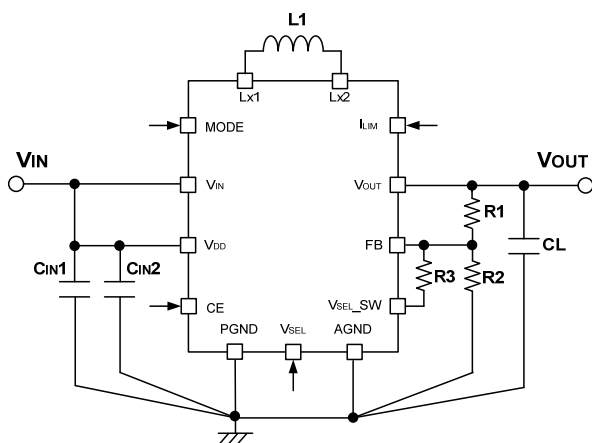 L1
Lx1
Lx2
MODE
ILIM
VIN
VOUT
VIN
VOUT
R1
VDD
FB
CL
CIN1
CIN2
R3
R2
CE
VSEL_SW
PGND
VSEL
AGND